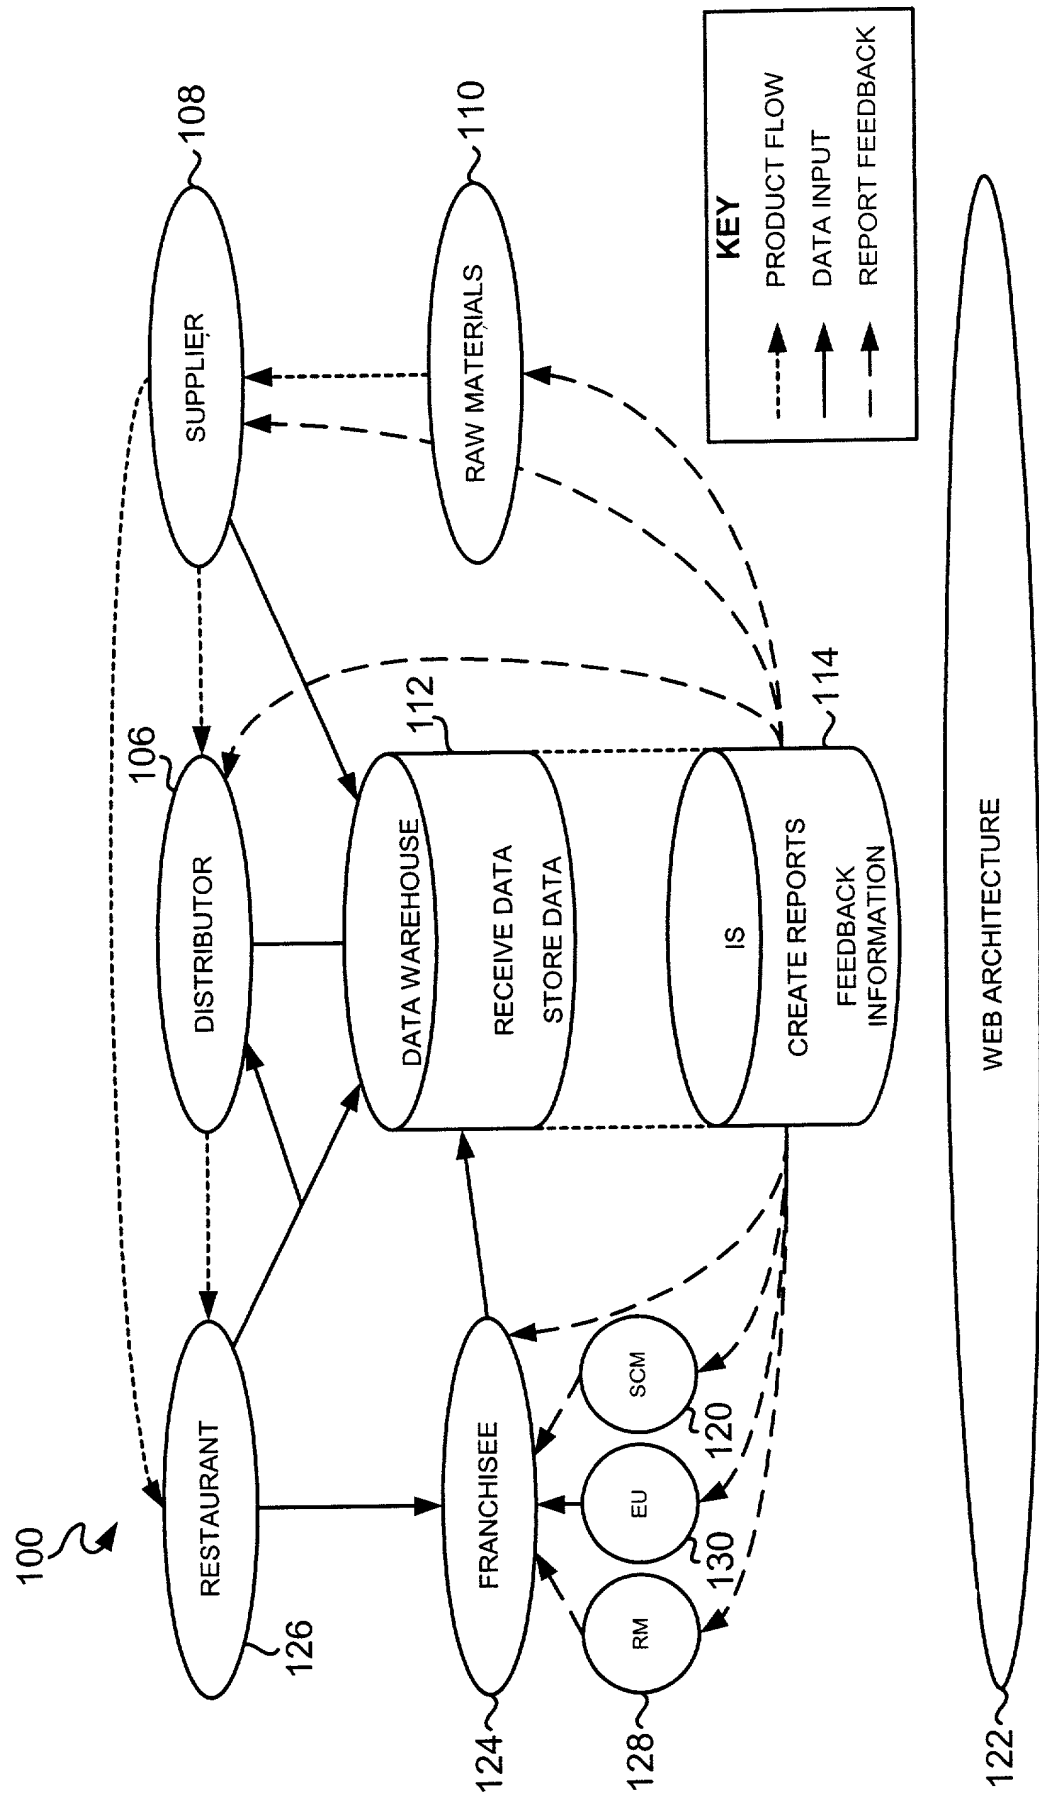 100
126
RESTAURANT
106
DISTRIBUTOR
108
SUPPLIER
124
FRANCHISEE
112
DATA WAREHOUSE
RECEIVE DATA
STORE DATA
110
RAW MATERIALS
128
RM
130
EU
120
SCM
114
IS
CREATE REPORTS
FEEDBACK
INFORMATION
KEY
PRODUCT FLOW
DATA INPUT
REPORT FEEDBACK
122
WEB ARCHITECTURE